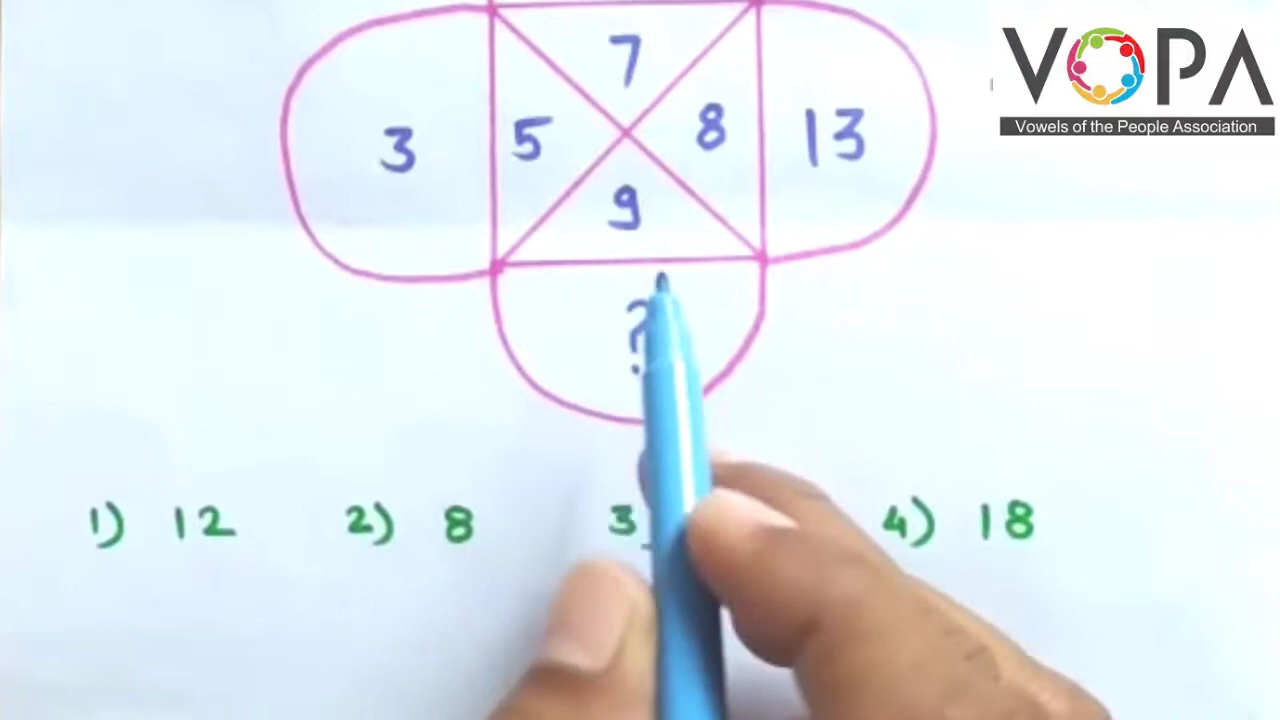 VOPA
Vowels of the People Association
7
3 5 8 13
9
?
1) 12 2) 8 3) 4) 18